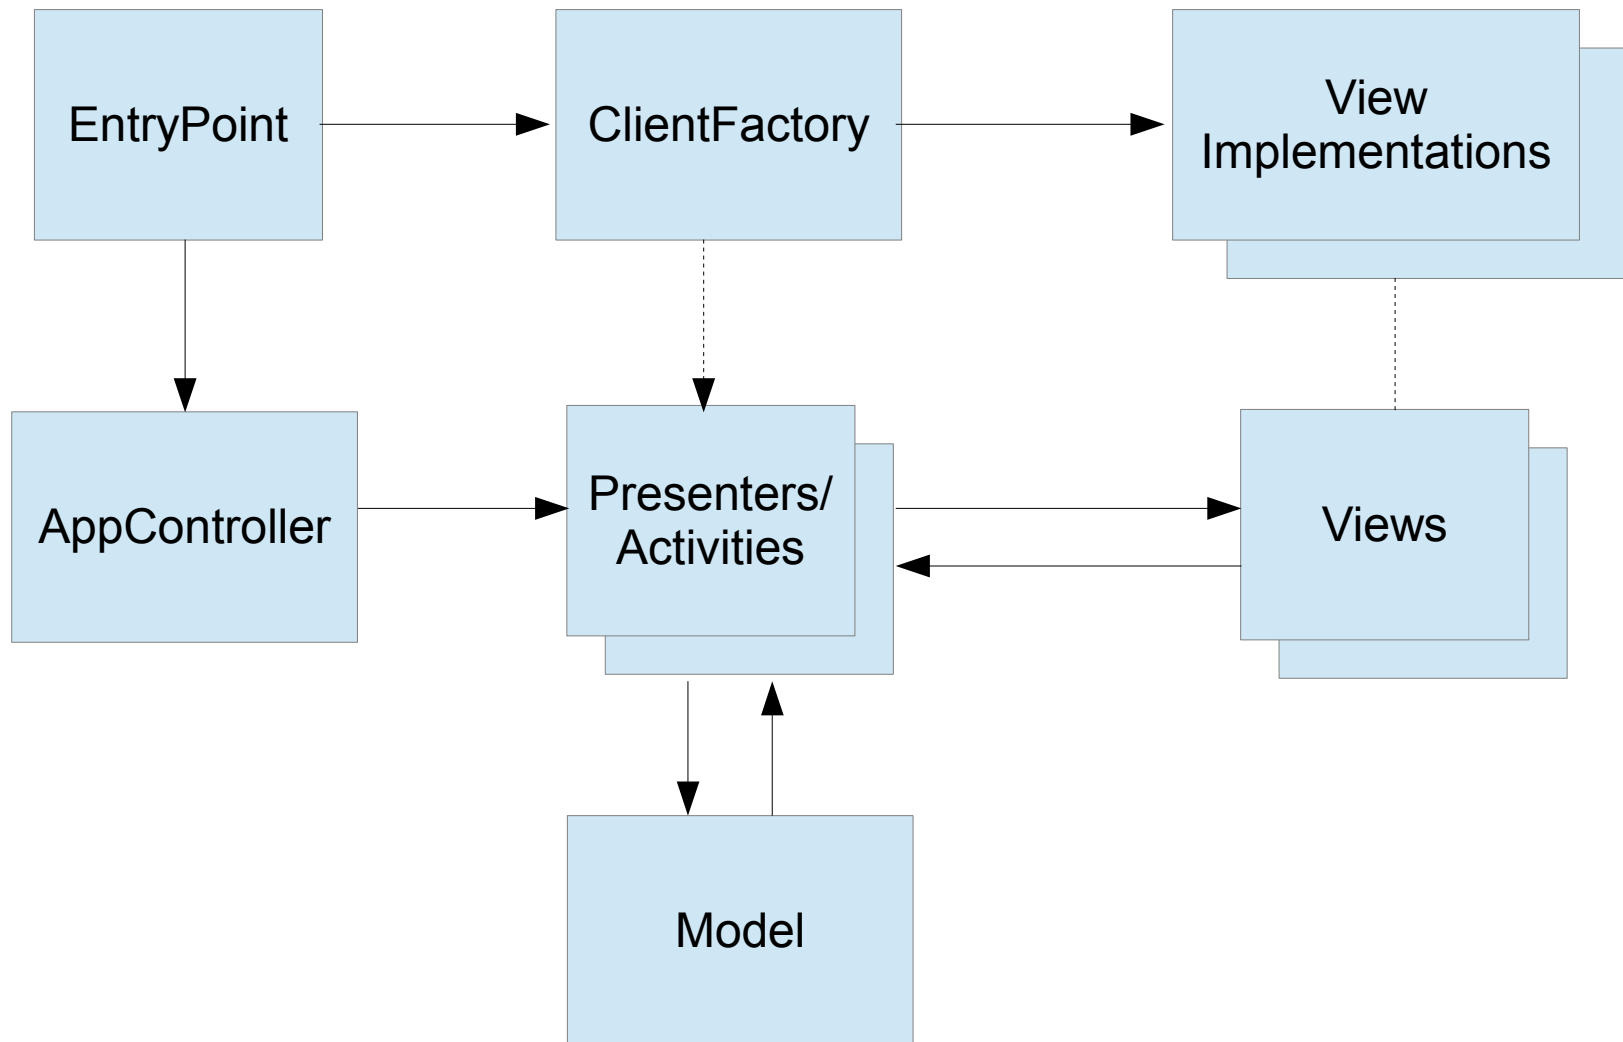 EntryPoint
ClientFactory
View
Implementations
AppController
Presenters/
Activities
Views
Model